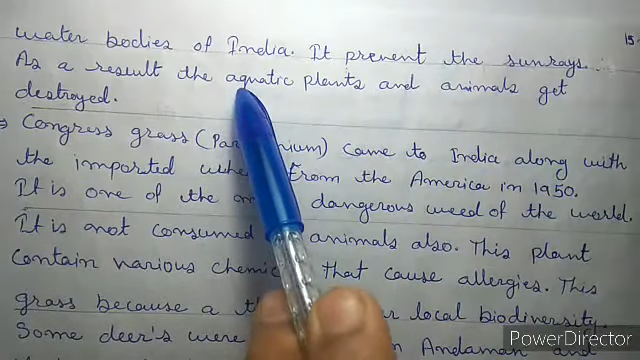 water bodies of India. It prevent the sunrays.
15
As a result the aquatic plants and animals get
destroyed.
Congress grass (Par nium) came to India along with
the imported whe from the America in 1950.
It is one of the dangerous weed of the world.
It is not consumed animals also. This plant
contain various chemic that cause allergies. This
grass because a th local biodiversity.
Some deer's were Andaman and
PowerDirector